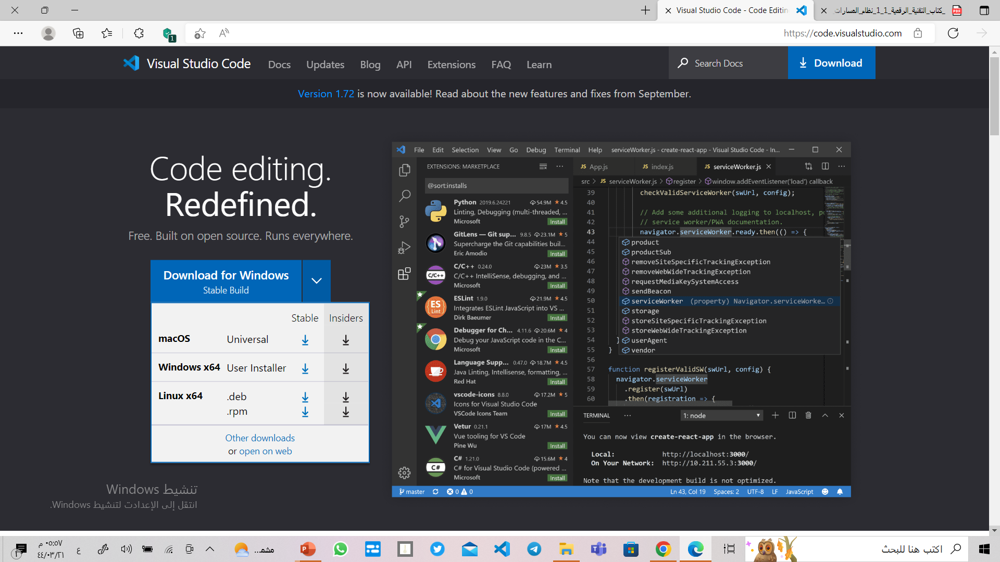 Visual Studio Code - Code Editin
_كتاب_التقنية_الرقمية_1_1_نظام_المسارات
https://code.visualstudio.com
1
Visual Studio Code Docs Updates Blog API Extensions FAQ Learn
Search Docs
Download
Version 1.72 is now available! Read about the new features and fixes from September.
Code editing.
Redefined.
Free. Built on open source. Runs everywhere.
Download for Windows
Stable Build
Stable Insiders
macOS Universal
Windows x64 User Installer
Linux x64 .deb
.rpm
Other downloads
or open on web
تنشيط Windows
انتقل إلى الإعدادت لتنشيط Windows.
File Edit Selection View Go Debug Terminal Help serviceWorker.js - create-react-app - Visual Studio Code - In...
EXTENSIONS: MARKETPLACE
@sort:installs
Python 2019.6.24221 54.9M 4.5
Linting, Debugging (multi-threaded, ...
Microsoft Install
GitLens — Git sup... 9.8.5 23.1M 5
Supercharge the Git capabilities buil...
Eric Amodio Install
C/C++ 0.24.0 23M 3.5
C/C++ IntelliSense, debugging, and ...
Microsoft Install
ESLint 1.9.0 21.9M 4.5
Integrates ESLint JavaScript into VS ...
Dirk Baeumer Install
Debugger for Ch... 4.11.6 20.6M 4
Debug your JavaScript code in the C...
Microsoft Install
Language Supp... 0.47.0 18.7M 4.5
Java Linting, Intellisense, formatting, ...
Red Hat Install
vscode-icons 8.8.0 17.2M 5
Icons for Visual Studio Code
VSCode Icons Team Install
Vetur 0.21.1 17M 4.5
Vue tooling for VS Code
Pine Wu Install
C# 1.21.0 15.6M 4
C# for Visual Studio Code (powered ...
Microsoft Install
JS App.js JS index.js JS serviceWorker.js
src > JS serviceWorker.js > register > window.addEventListener('load') callback
39 checkValidServiceWorker(swUrl, config);
40
41 // Add some additional logging to localhost, p
42 // service worker/PWA documentation.
43 navigator.serviceWorker.ready.then(() => {
44 product
45 productSub
46 removeSiteSpecificTrackingException
47 removeWebWideTrackingException
48 requestMediaKeySystemAccess
49 sendBeacon
50 serviceWorker (property) Navigator.serviceWorke...
51 storage
52 storeSiteSpecificTrackingException
53 storeWebWideTrackingException
54 } userAgent
55 } vendor
56
57 function registerValidSW(swUrl, config) {
58 navigator.serviceWorker
59 .register(swUrl)
60 .then(registration => {
TERMINAL ... 1: node
You can now view create-react-app in the browser.
Local: http://localhost:3000/
On Your Network: http://10.211.55.3:3000/
Note that the development build is not optimized.
master 0 0 Ln 43, Col 19 Spaces: 2 UTF-8 LF JavaScript
C/C++
ES
Lint
C#
PDF
٠٥:٥٧ م
٤٤/٠٣/٢١
١
ع
مشم...
اكتب هنا للبحث